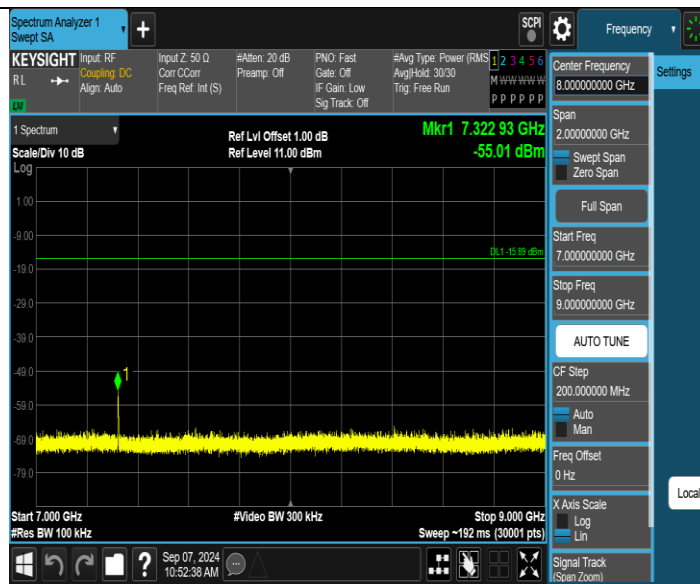 Spectrum Analyzer 1
Swept SA
SCPI
Frequency
KEYSIGHT
R L
LXI
Input: RF
Coupling: DC
Align: Auto
Input Z: 50 Ω
Corr CCorr
Freq Ref: Int (S)
#Atten: 20 dB
Preamp: Off
PNO: Fast
Gate: Off
IF Gain: Low
Sig Track: Off
#Avg Type: Power (RMS
Avg|Hold: 30/30
Trig: Free Run
1 2 3 4 5 6
M W W W W W
P P P P P P
Center Frequency
8.000000000 GHz
Settings
Span
2.00000000 GHz
Swept Span
Zero Span
Full Span
Start Freq
7.000000000 GHz
Stop Freq
9.000000000 GHz
AUTO TUNE
CF Step
200.000000 MHz
Auto
Man
Freq Offset
0 Hz
X Axis Scale
Log
Lin
Signal Track
(Span Zoom)
Local
1 Spectrum
Scale/Div 10 dB
Log
Ref Lvl Offset 1.00 dB
Ref Level 11.00 dBm
Mkr1 7.322 93 GHz
-55.01 dBm
1.00
-9.00
-19.0
-29.0
-39.0
-49.0
-59.0
-69.0
-79.0
DL1 -15.89 dBm
1
Start 7.000 GHz
#Res BW 100 kHz
#Video BW 300 kHz
Stop 9.000 GHz
Sweep ~192 ms (30001 pts)
?
Sep 07, 2024
10:52:38 AM